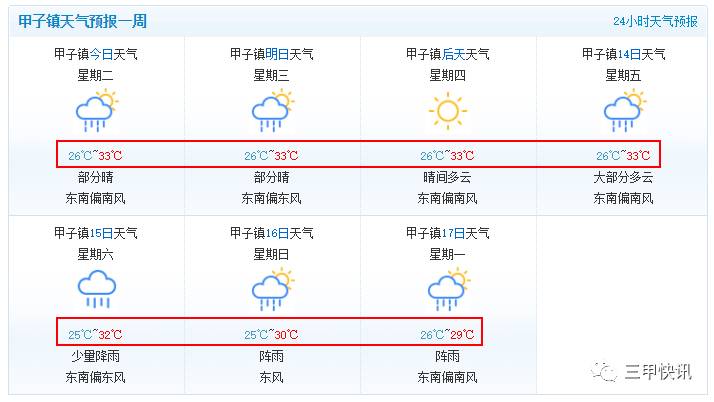 甲子镇天气预报一周
24小时天气预报
甲子镇今日天气
星期二
26℃~33℃
部分晴
东南偏南风
甲子镇明日天气
星期三
26℃~33℃
部分晴
东南偏东风
甲子镇后天天气
星期四
26℃~33℃
晴间多云
东南偏南风
甲子镇14日天气
星期五
26℃~33℃
大部分多云
东南偏南风
甲子镇15日天气
星期六
25℃~32℃
少量降雨
东南偏东风
甲子镇16日天气
星期日
25℃~30℃
阵雨
东风
甲子镇17日天气
星期一
26℃~29℃
阵雨
东南偏南风
三甲快讯